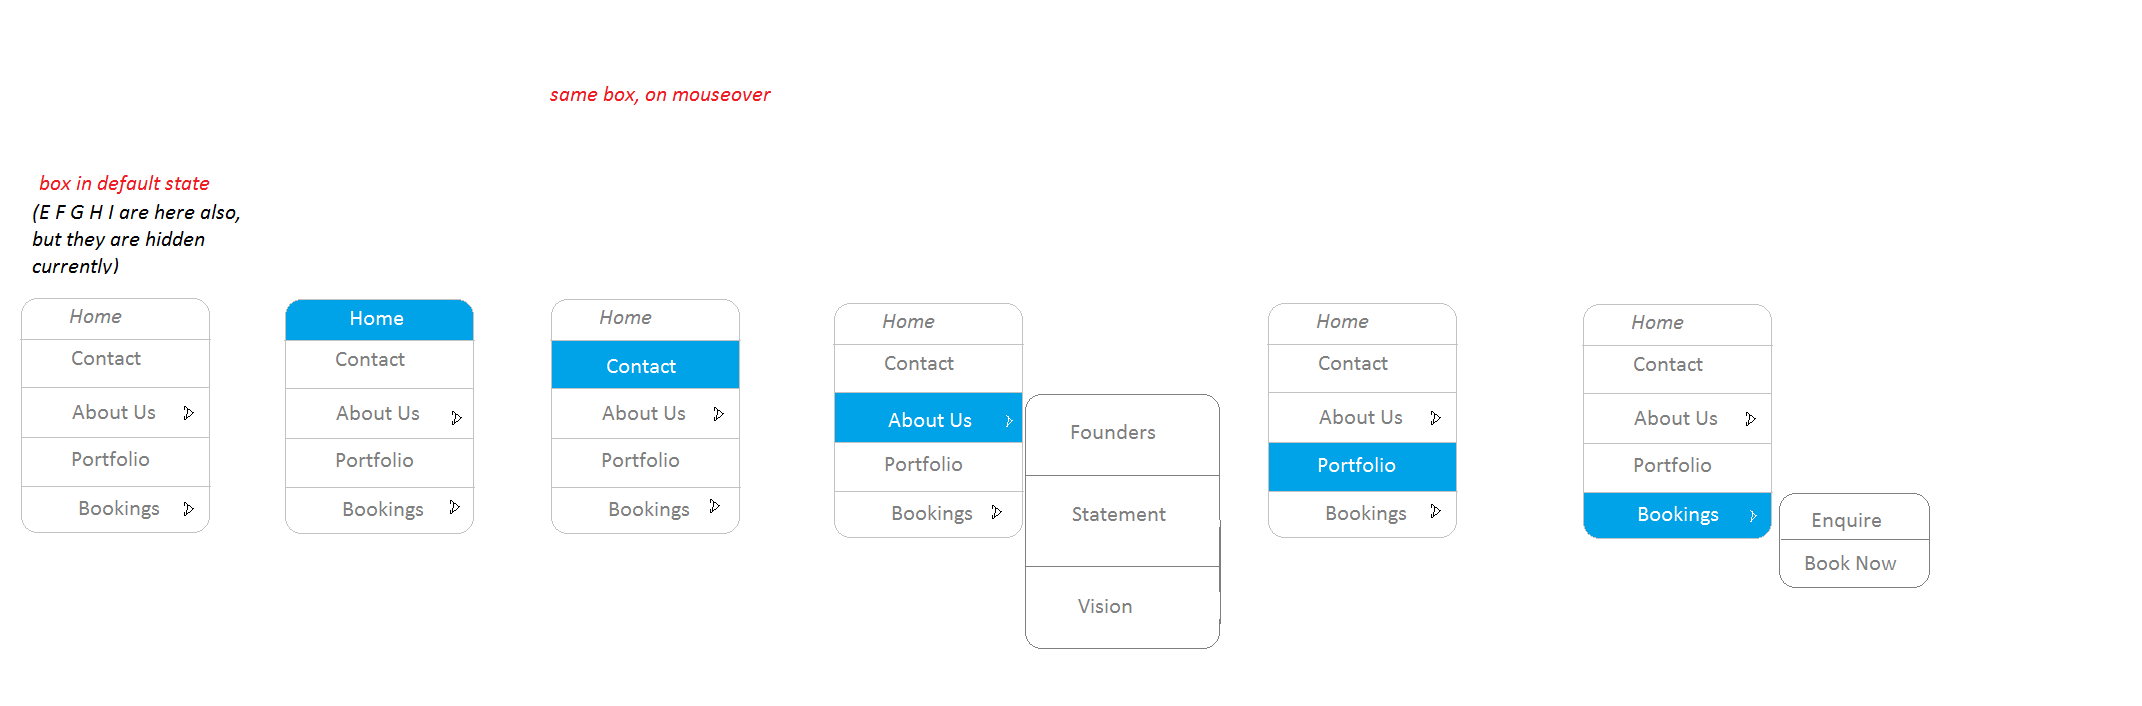 same box, on mouseover
box in default state
(E F G H I are here also,
but they are hidden
currently)
Home
Contact
About Us
Portfolio
Bookings
Home
Contact
About Us
Portfolio
Bookings
Home
Contact
About Us
Portfolio
Bookings
Home
Contact
About Us
Portfolio
Bookings
Founders
Statement
Vision
Home
Contact
About Us
Portfolio
Bookings
Home
Contact
About Us
Portfolio
Bookings
Enquire
Book Now